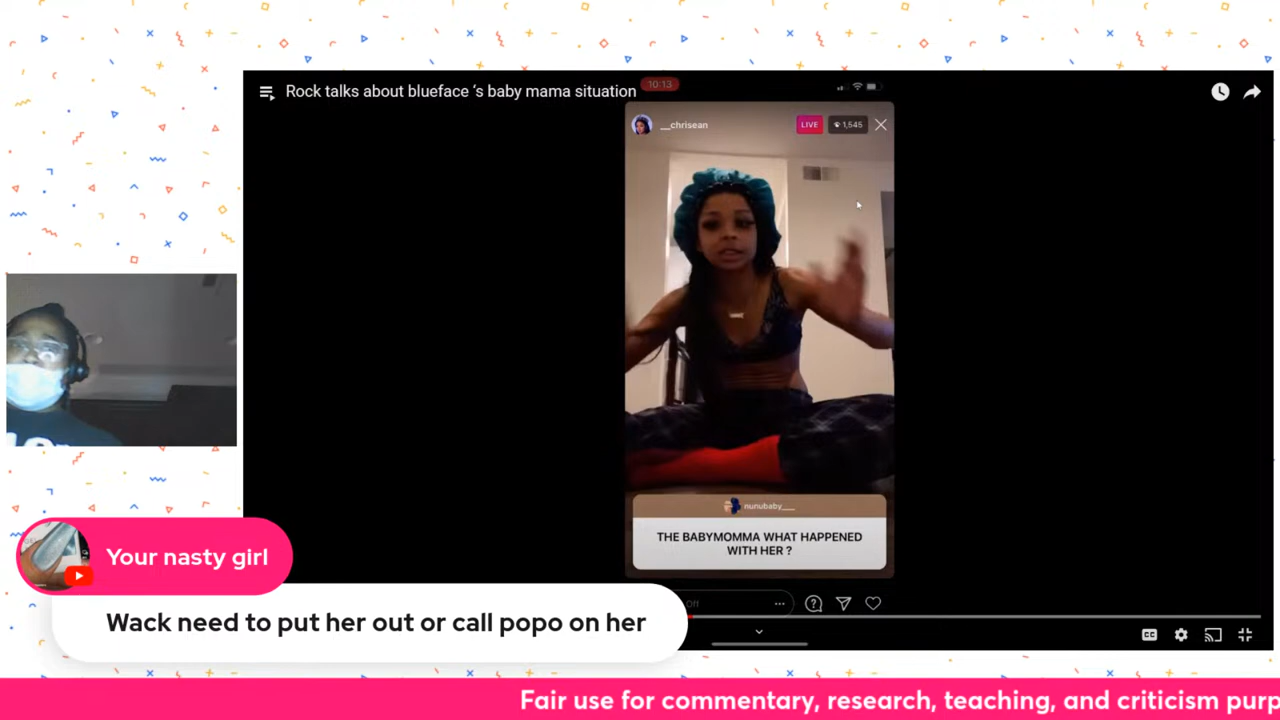 Rock talks about blueface ‘s baby mama situation
10:13
__chrisean
LIVE
1,545
nunubaby___
THE BABYMOMMA WHAT HAPPENED
WITH HER ?
Off
CC
Your nasty girl
Wack need to put her out or call popo on her
Fair use for commentary, research, teaching, and criticism purp